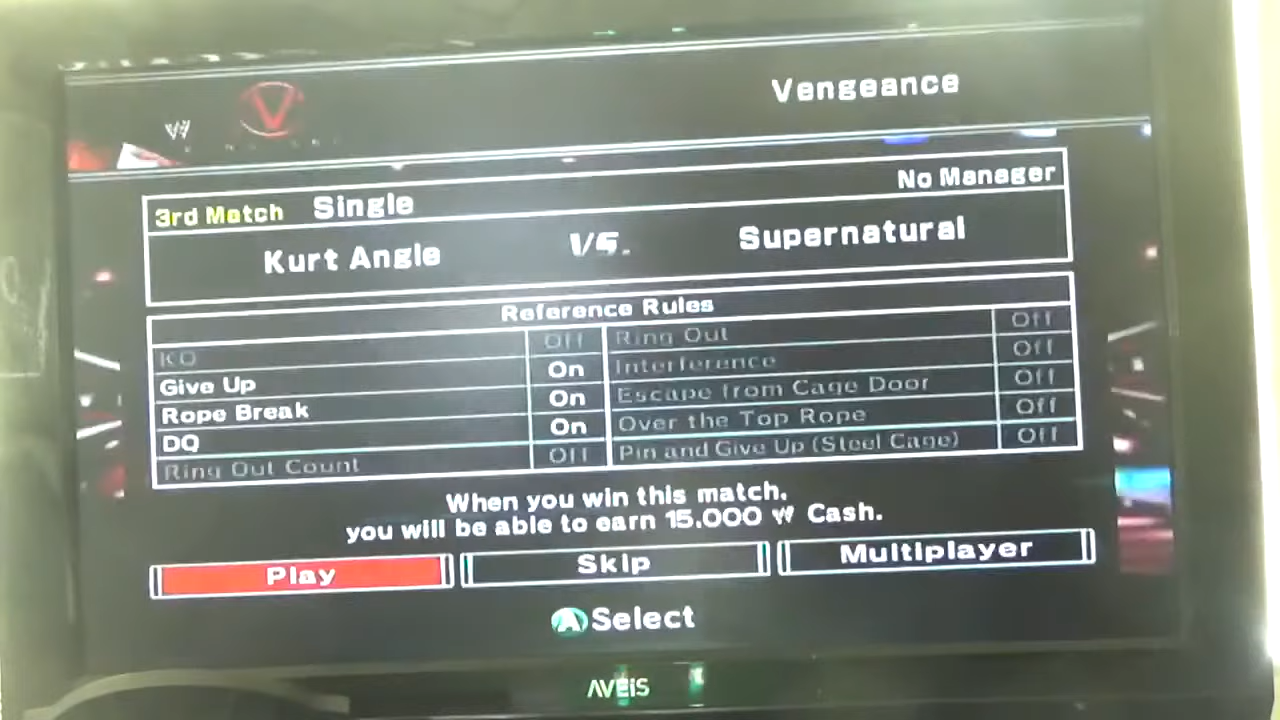 Vengeance
W
V
3rd Match Single No Manager
Kurt Angle VS. Supernatural
Reference Rules
KO Off Ring Out Off
Give Up On Interference Off
Rope Break On Escape from Cage Door Off
DQ On Over the Top Rope Off
Ring Out Count Off Pin and Give Up (Steel Cage) Off
When you win this match.
you will be able to earn 15.000 W Cash.
Play Skip Multiplayer
A Select
AVEIS